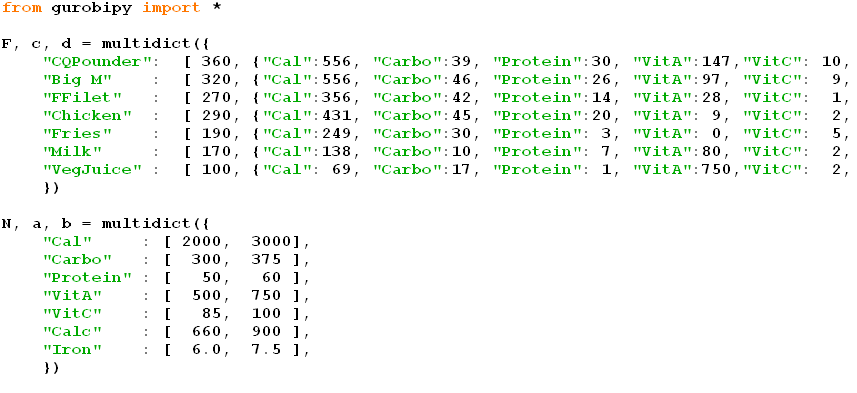 from gurobipy import *

F, c, d = multidict({
    "CQPounder":  [ 360, {"Cal":556, "Carbo":39, "Protein":30, "VitA":147,"VitC": 10,
    "Big M"    :  [ 320, {"Cal":556, "Carbo":46, "Protein":26, "VitA":97, "VitC":  9,
    "FFilet"   :  [ 270, {"Cal":356, "Carbo":42, "Protein":14, "VitA":28, "VitC":  1,
    "Chicken"  :  [ 290, {"Cal":431, "Carbo":45, "Protein":20, "VitA": 9, "VitC":  2,
    "Fries"    :  [ 190, {"Cal":249, "Carbo":30, "Protein": 3, "VitA": 0, "VitC":  5,
    "Milk"     :  [ 170, {"Cal":138, "Carbo":10, "Protein": 7, "VitA":80, "VitC":  2,
    "VegJuice" :  [ 100, {"Cal": 69, "Carbo":17, "Protein": 1, "VitA":750,"VitC":  2,
    })

N, a, b = multidict({
    "Cal"     : [ 2000,  3000],
    "Carbo"   : [  300,  375 ],
    "Protein" : [   50,   60 ],
    "VitA"    : [  500,  750 ],
    "VitC"    : [   85,  100 ],
    "Calc"    : [  660,  900 ],
    "Iron"    : [  6.0,  7.5 ],
    })